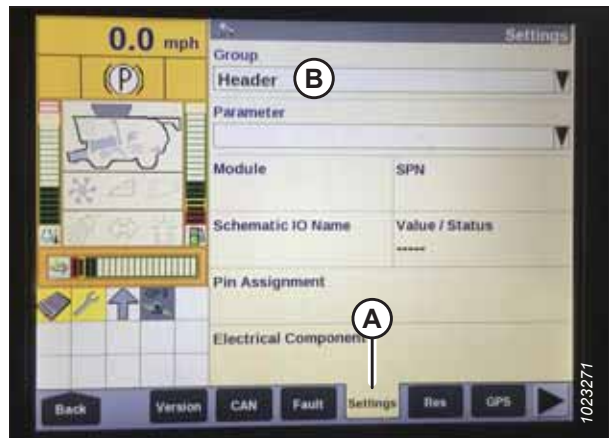 0.0 mph
(P)
Settings
Group
Header
B
Parameter
Module
SPN
Schematic IO Name
Value / Status
-----
Pin Assignment
A
Electrical Component
Back
Version
CAN
Fault
Settings
Res
GPS
1023271